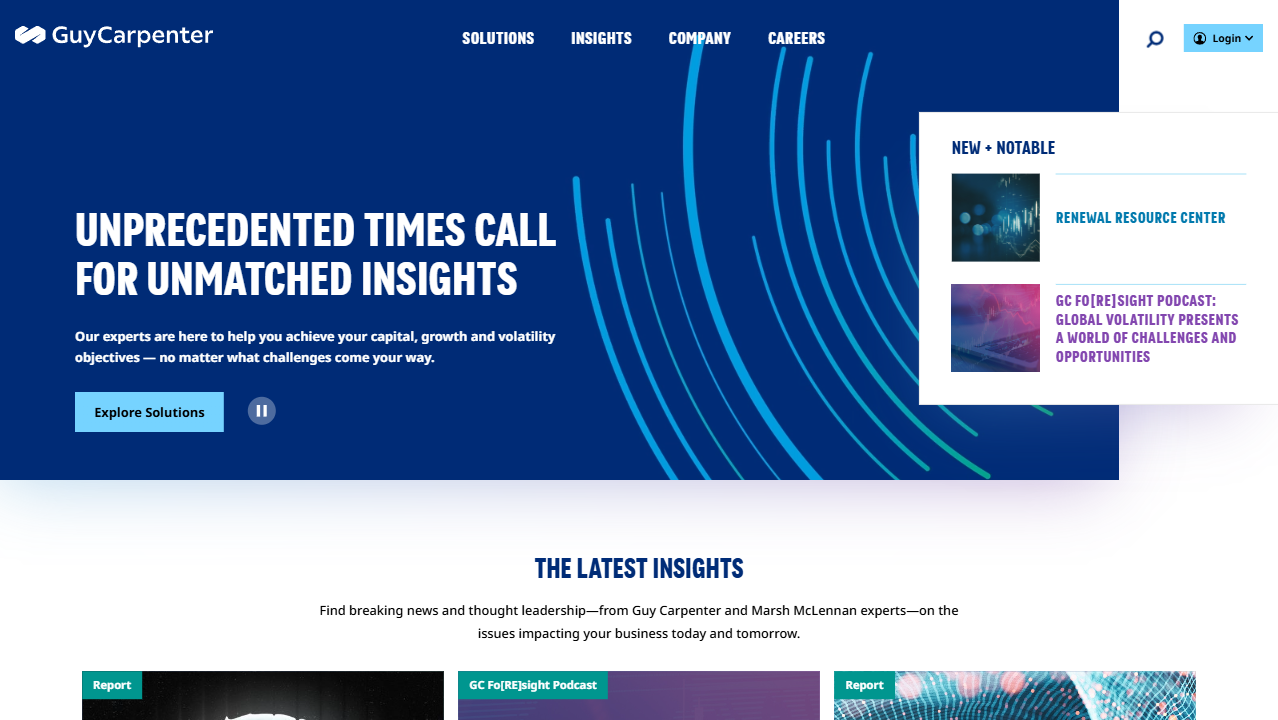 GuyCarpenter
SOLUTIONS
INSIGHTS
COMPANY
CAREERS
Login
NEW + NOTABLE
RENEWAL RESOURCE CENTER
GC FO[RE]SIGHT PODCAST:
GLOBAL VOLATILITY PRESENTS
A WORLD OF CHALLENGES AND
OPPORTUNITIES
UNPRECEDENTED TIMES CALL
FOR UNMATCHED INSIGHTS
Our experts are here to help you achieve your capital, growth and volatility
objectives — no matter what challenges come your way.
Explore Solutions
THE LATEST INSIGHTS
Find breaking news and thought leadership—from Guy Carpenter and Marsh McLennan experts—on the
issues impacting your business today and tomorrow.
Report
GC Fo[RE]sight Podcast
Report